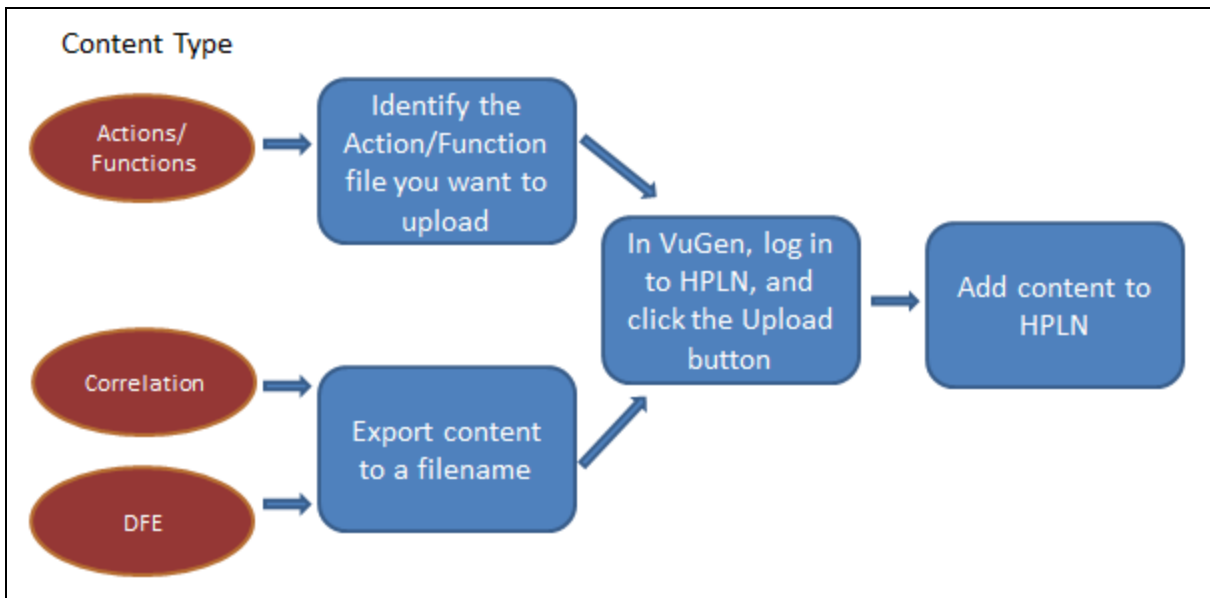 Content Type
Actions/
Functions
Identify the
Action/Function
file you want to
upload
In VuGen, log in
to HPLN, and
click the Upload
button
Add content to
HPLN
Correlation
Export content
to a filename
DFE